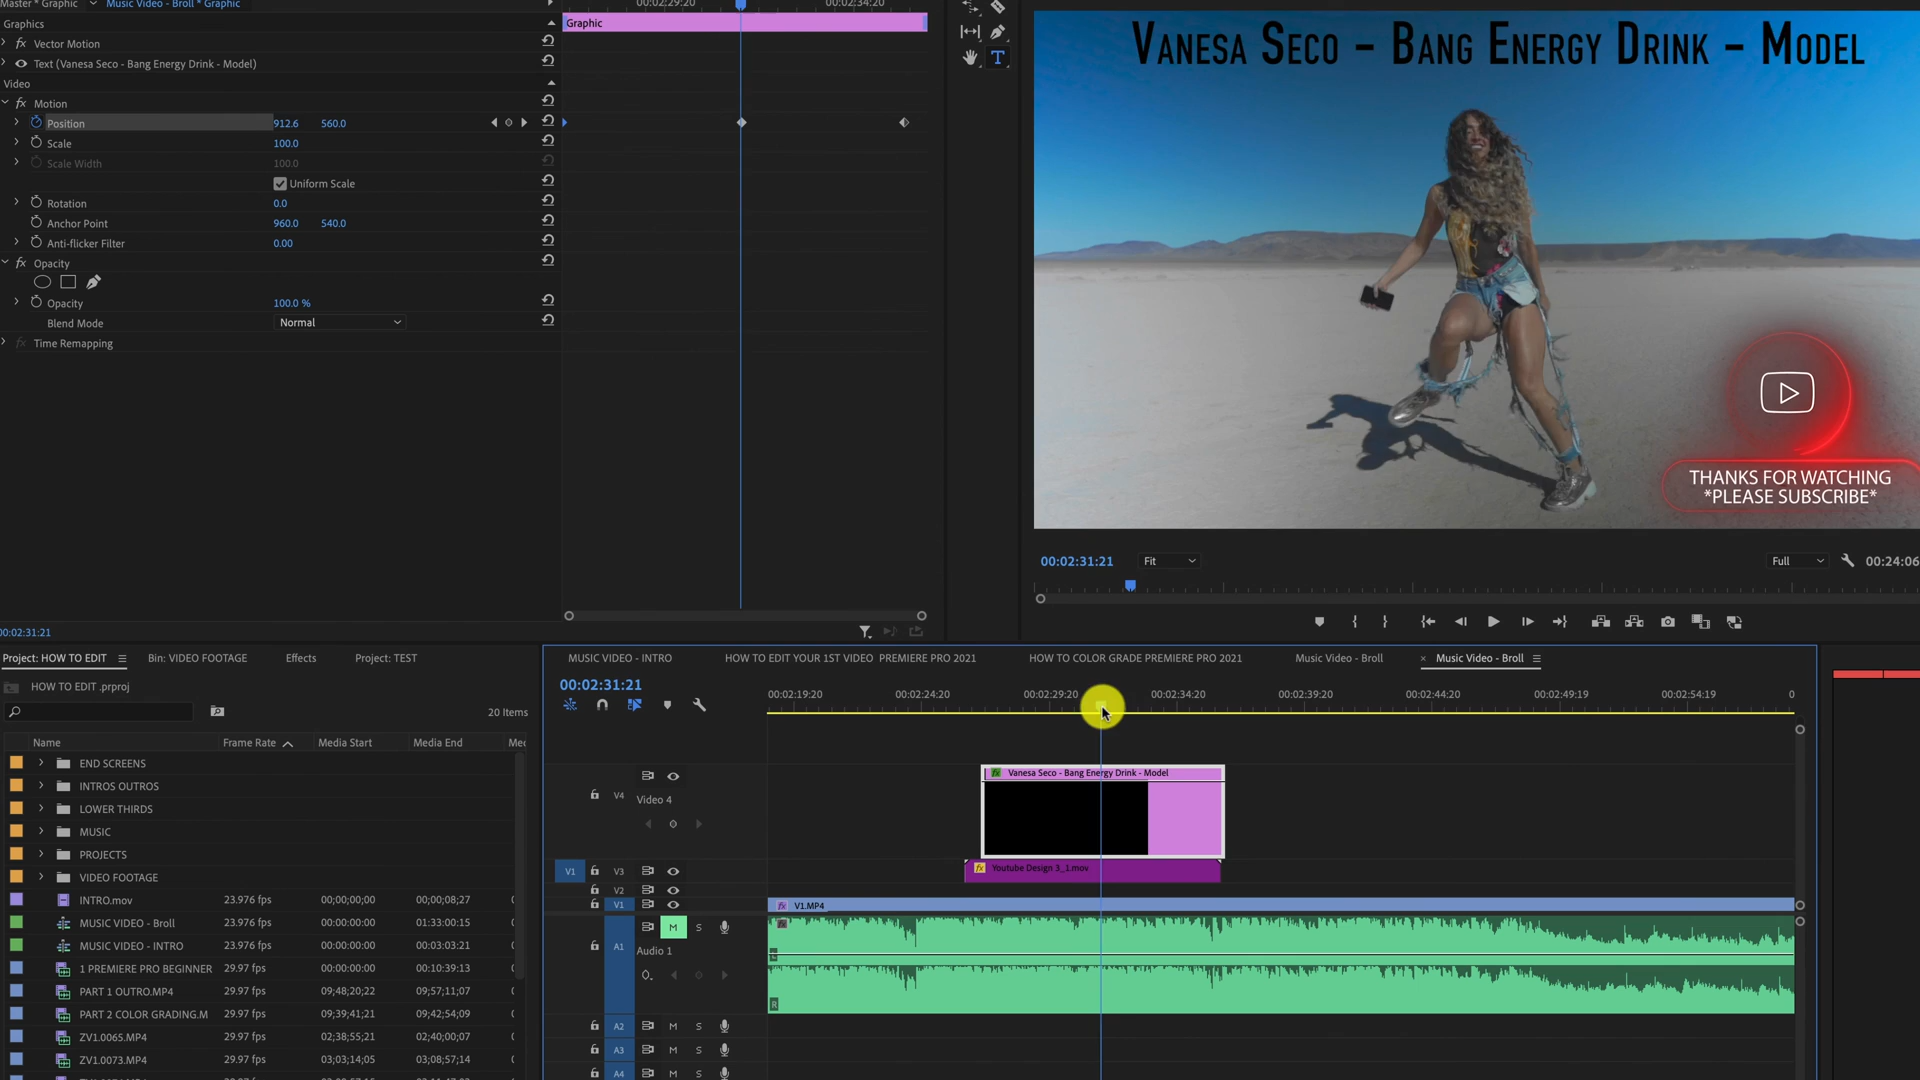 Master * Graphic
Music Video - Broll * Graphic
00:02:29:20
00:02:34:20
Graphics
Graphic
fx Vector Motion
Text (Vanesa Seco - Bang Energy Drink - Model)
Video
fx Motion
Position 912.6 560.0
Scale 100.0
Scale Width 100.0
Uniform Scale
Rotation 0.0
Anchor Point 960.0 540.0
Anti-flicker Filter 0.00
fx Opacity
Opacity 100.0 %
Blend Mode Normal
fx Time Remapping
00:02:31:21
Vanesa Seco - Bang Energy Drink - Model
THANKS FOR WATCHING
*PLEASE SUBSCRIBE*
00:02:31:21 Fit Full 00:24:06
Project: HOW TO EDIT
Bin: VIDEO FOOTAGE
Effects
Project: TEST
HOW TO EDIT .prproj
20 Items
Name Frame Rate Media Start Media End Med
END SCREENS
INTROS OUTROS
LOWER THIRDS
MUSIC
PROJECTS
VIDEO FOOTAGE
INTRO.mov 23.976 fps 00;00;00;00 00;00;08;27
MUSIC VIDEO - Broll 23.976 fps 00:00:00:00 01:33:00:15
MUSIC VIDEO - INTRO 23.976 fps 00:00:00:00 00:03:03:21
1 PREMIERE PRO BEGINNER 29.97 fps 00:00:00:00 00:10:39:13
PART 1 OUTRO.MP4 29.97 fps 09;48;20;22 09;57;11;07
PART 2 COLOR GRADING.M 29.97 fps 09;39;41;21 09;42;54;09
ZV1.0065.MP4 29.97 fps 02;38;55;21 02;40;00;07
ZV1.0073.MP4 29.97 fps 03;03;14;05 03;08;57;14
MUSIC VIDEO - INTRO
HOW TO EDIT YOUR 1ST VIDEO PREMIERE PRO 2021
HOW TO COLOR GRADE PREMIERE PRO 2021
Music Video - Broll
× Music Video - Broll
00:02:31:21
00:02:19:20 00:02:24:20 00:02:29:20 00:02:34:20 00:02:39:20 00:02:44:20 00:02:49:19 00:02:54:19 0
V4 Video 4
fx Vanesa Seco - Bang Energy Drink - Model
V1 V3
fx Youtube Design 3_1.mov
V2
V1
fx V1.MP4
A1 M S
Audio 1
L
R
A2 M S
A3 M S
A4 M S